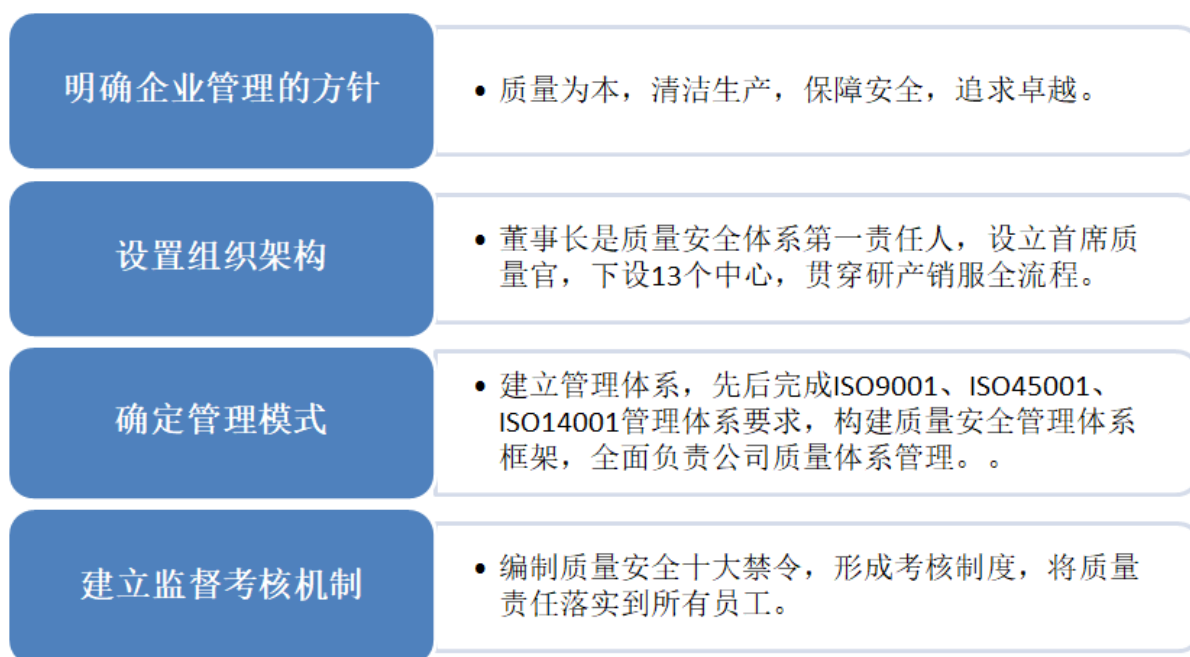 明确企业管理的方针
• 质量为本，清洁生产，保障安全，追求卓越。
设置组织架构
• 董事长是质量安全体系第一责任人，设立首席质
量官，下设13个中心，贯穿研产销服全流程。
确定管理模式
• 建立管理体系，先后完成ISO9001、ISO45001、
ISO14001管理体系要求，构建质量安全管理体系
框架，全面负责公司质量体系管理。。
建立监督考核机制
• 编制质量安全十大禁令，形成考核制度，将质量
责任落实到所有员工。